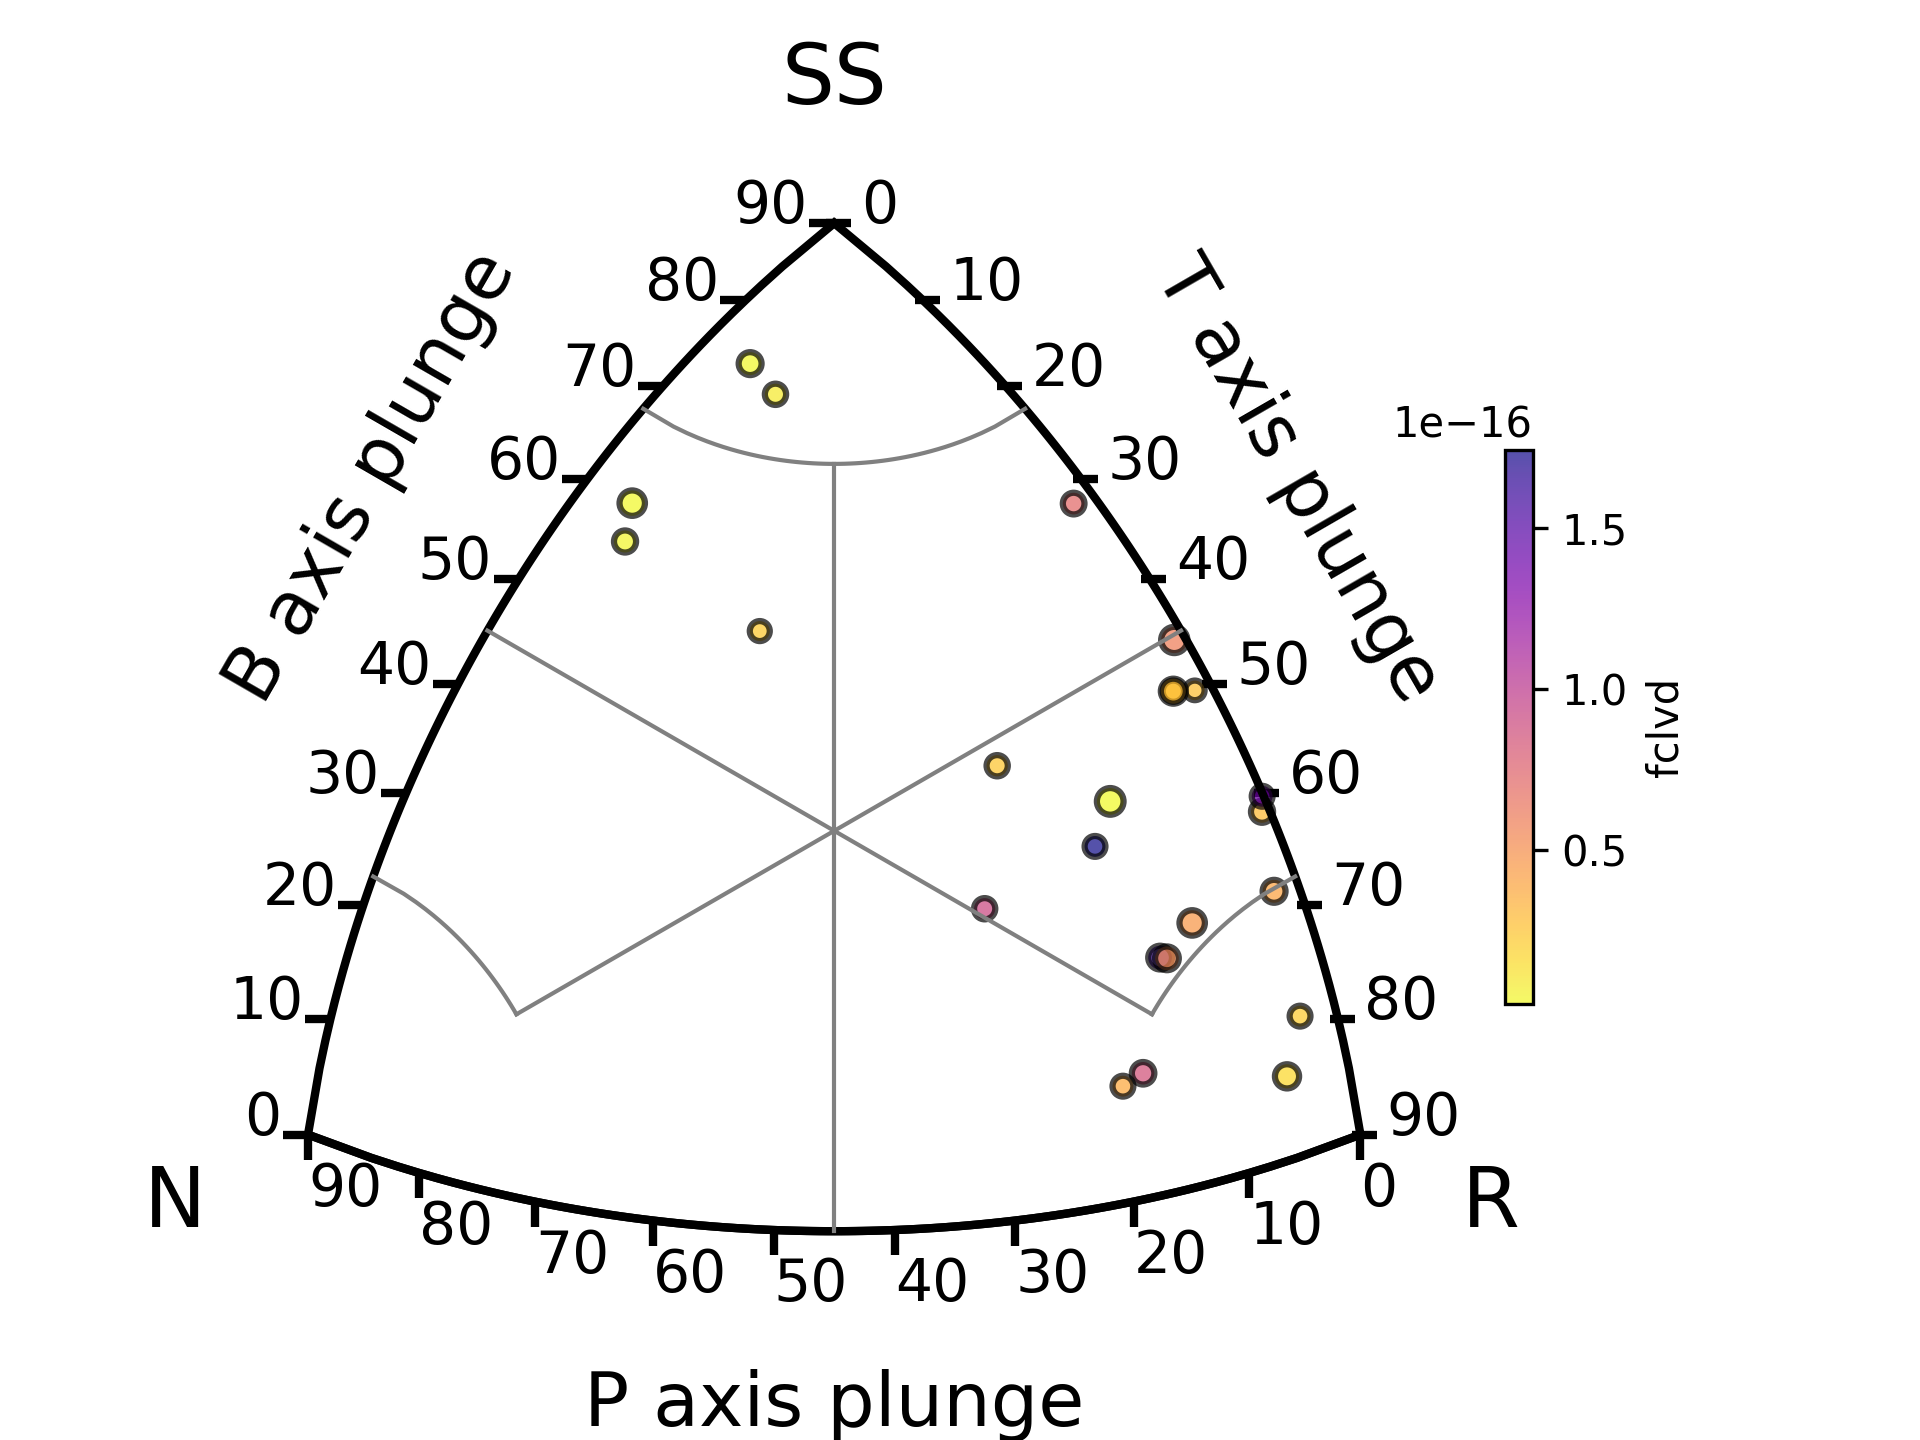 SS
90 0
80 10
70 20
60 30
50 40
40 50
30 60
20 70
10 80
0 90
B axis plunge
T axis plunge
N R
90 80 70 60 50 40 30 20 10 0
P axis plunge
1e−16
1.5
1.0
0.5
fclvd